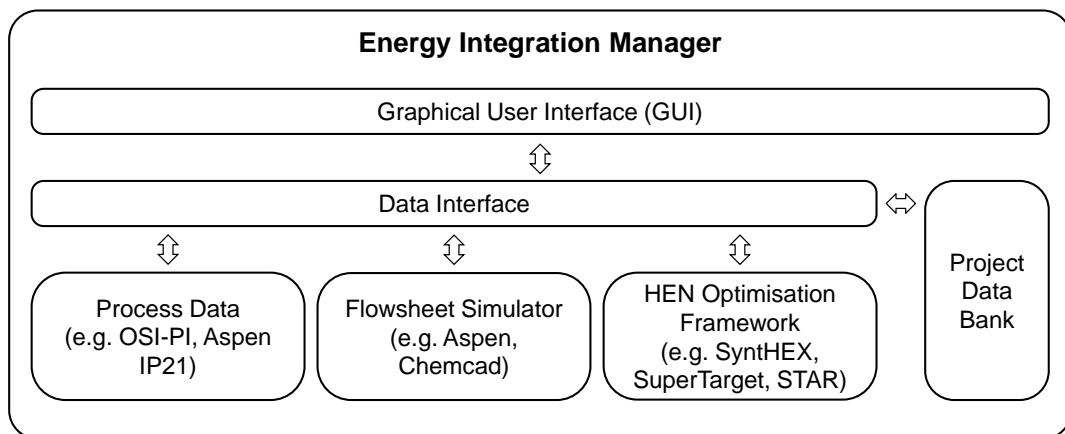 Energy Integration Manager
Graphical User Interface (GUI)
Data Interface
Process Data
(e.g. OSI-PI, Aspen
IP21)
Flowsheet Simulator
(e.g. Aspen,
Chemcad)
HEN Optimisation
Framework
(e.g. SyntHEX,
SuperTarget, STAR)
Project
Data
Bank